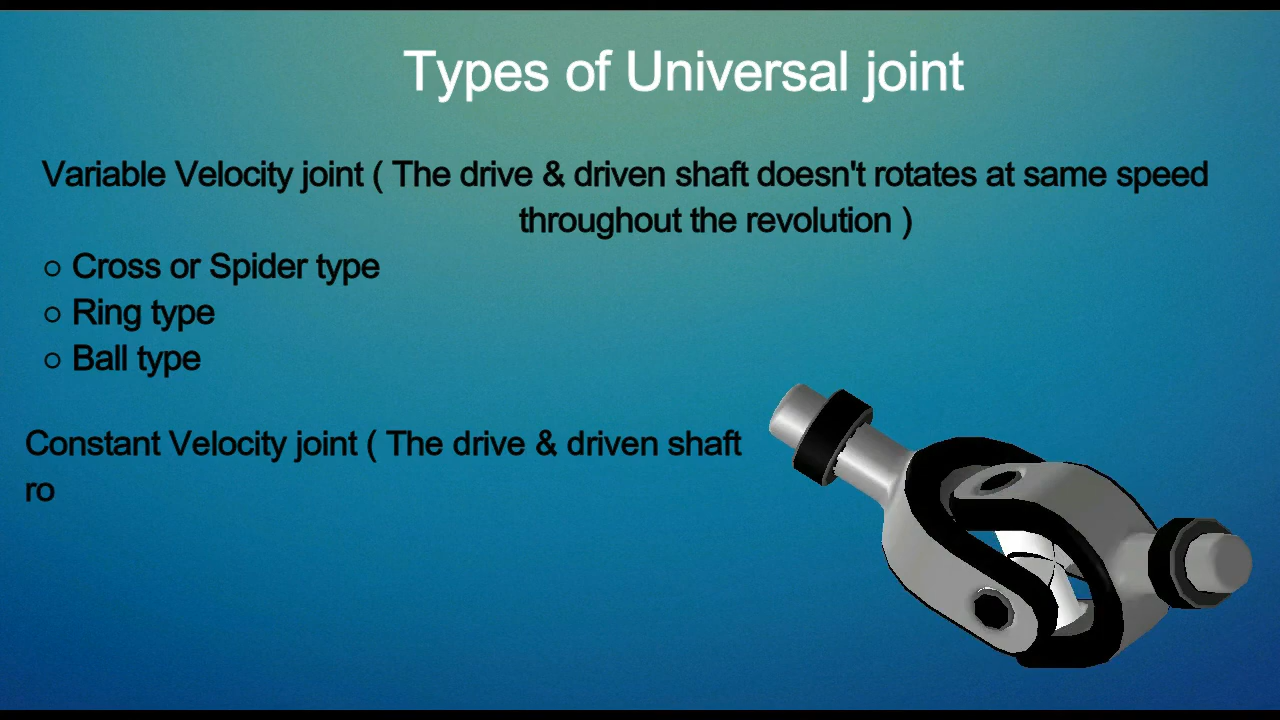 Types of Universal joint
Variable Velocity joint ( The drive & driven shaft doesn't rotates at same speed
throughout the revolution )
○ Cross or Spider type
○ Ring type
○ Ball type
Constant Velocity joint ( The drive & driven shaft
ro